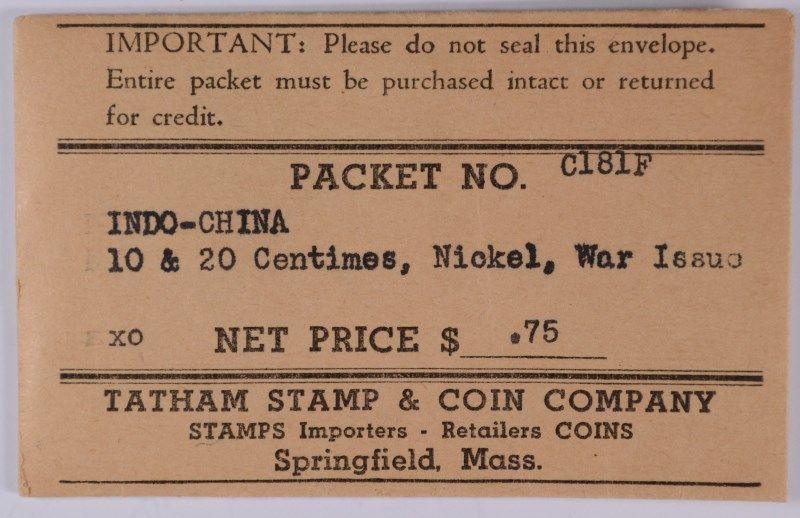 IMPORTANT: Please do not seal this envelope.
Entire packet must be purchased intact or returned
for credit.
PACKET NO. C181F
INDO-CHINA
10 & 20 Centimes, Nickel, War Issue
XO NET PRICE $ .75
TATHAM STAMP & COIN COMPANY
STAMPS Importers - Retailers COINS
Springfield, Mass.